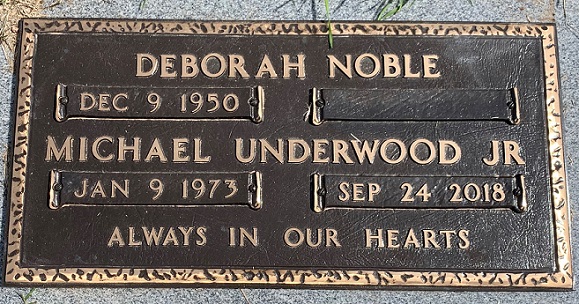 DEBORAH NOBLE
DEC 9 1950
MICHAEL UNDERWOOD JR
JAN 9 1973 SEP 24 2018
ALWAYS IN OUR HEARTS